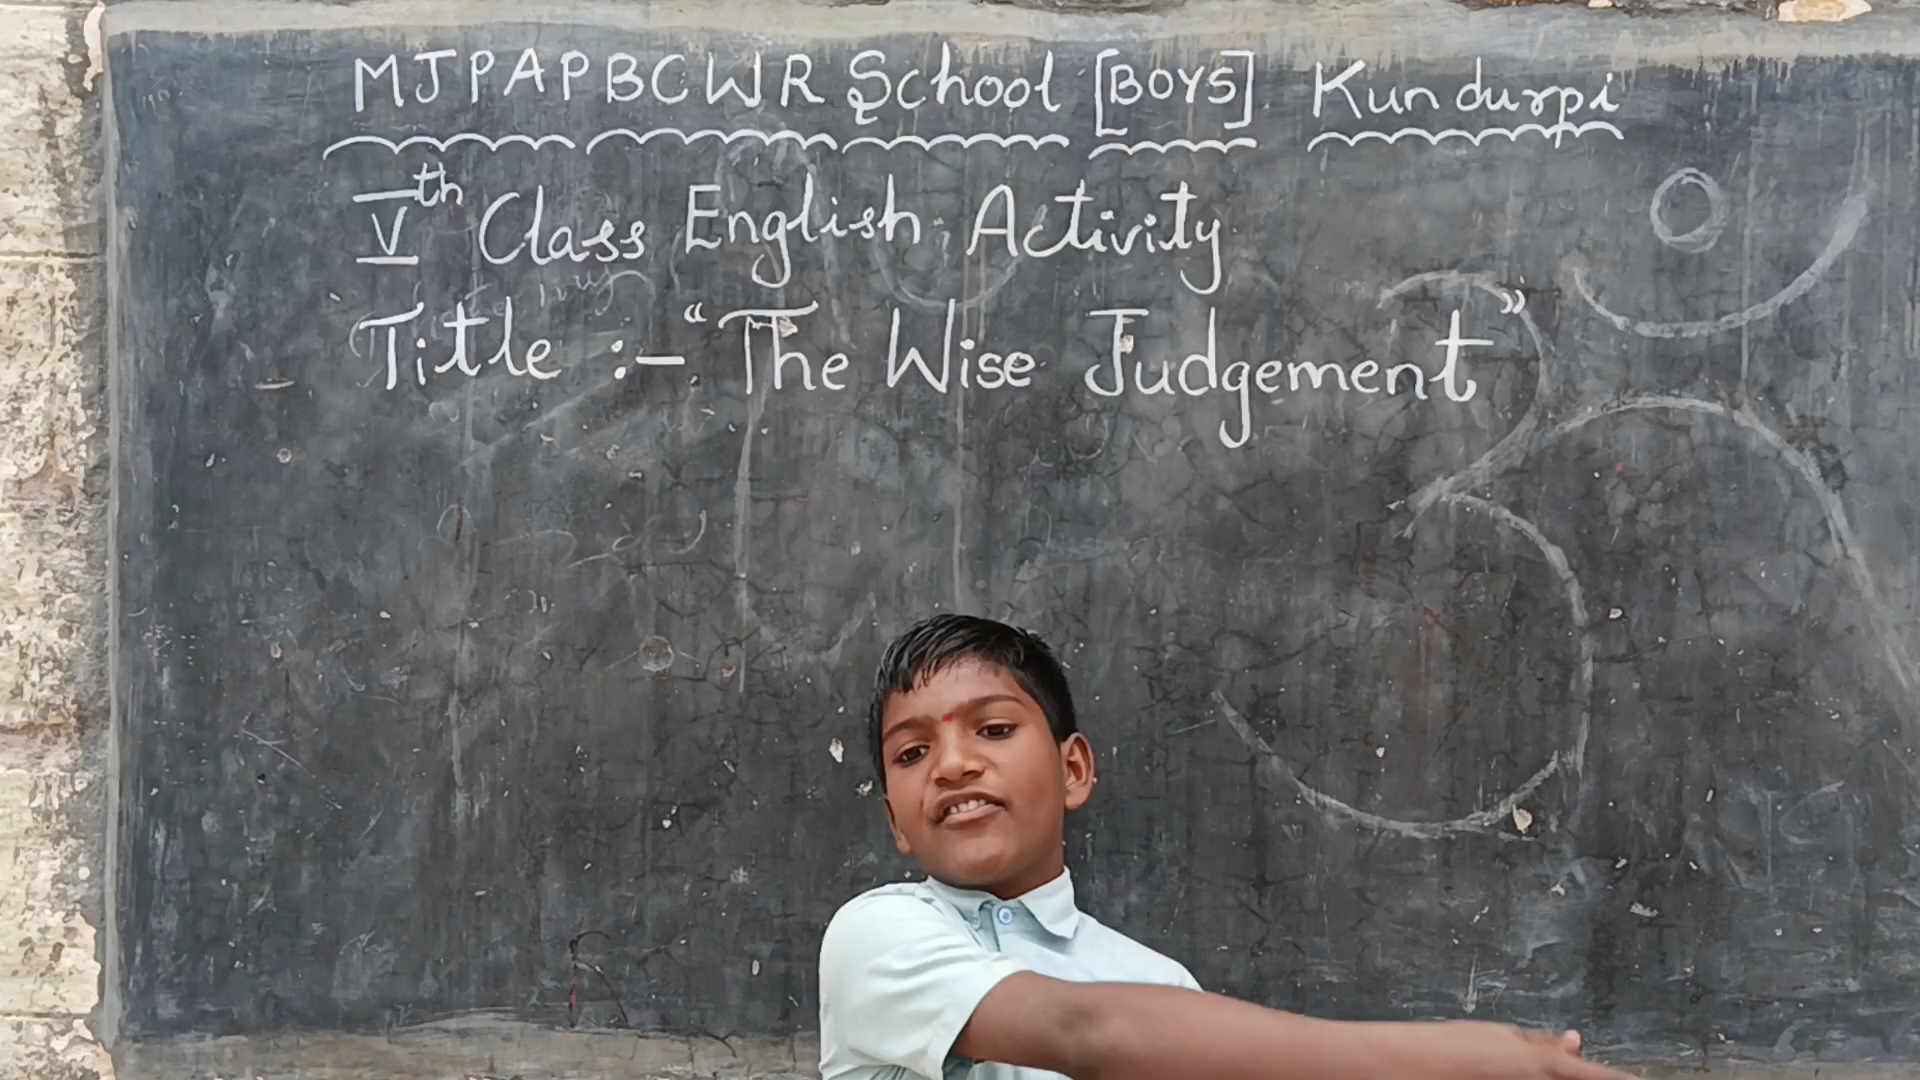 MJPAPBCWR School [BOYS] Kundurpi
Vth Class English Activity
Title :- "The Wise Judgement"